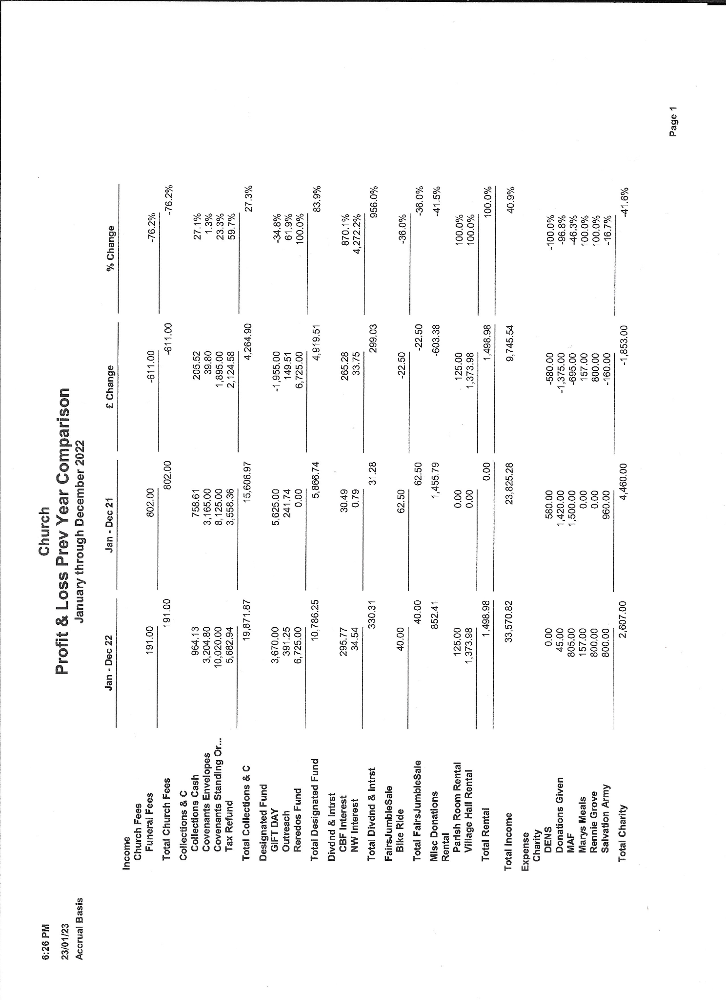 6:26 PM
23/01/23
Accrual Basis
Church
Profit & Loss Prev Year Comparison
January through December 2022
Jan - Dec 22 Jan - Dec 21 £ Change % Change
Income
Church Fees
Funeral Fees 191.00 802.00 -611.00 -76.2%
Total Church Fees 191.00 802.00 -611.00 -76.2%
Collections & C
Collections Cash 964.13 758.61 205.52 27.1%
Covenants Envelopes 3,204.80 3,165.00 39.80 1.3%
Covenants Standing Or... 10,020.00 8,125.00 1,895.00 23.3%
Tax Refund 5,682.94 3,558.36 2,124.58 59.7%
Total Collections & C 19,871.87 15,606.97 4,264.90 27.3%
Designated Fund
GIFT DAY 3,670.00 5,625.00 -1,955.00 -34.8%
Outreach 391.25 241.74 149.51 61.9%
Reredos Fund 6,725.00 0.00 6,725.00 100.0%
Total Designated Fund 10,786.25 5,866.74 4,919.51 83.9%
Divdnd & Intrst
CBF Interest 295.77 30.49 265.28 870.1%
NW Interest 34.54 0.79 33.75 4,272.2%
Total Divdnd & Intrst 330.31 31.28 299.03 956.0%
FairsJumbleSale
Bike Ride 40.00 62.50 -22.50 -36.0%
Total FairsJumbleSale 40.00 62.50 -22.50 -36.0%
Misc Donations 852.41 1,455.79 -603.38 -41.5%
Rental
Parish Room Rental 125.00 0.00 125.00 100.0%
Village Hall Rental 1,373.98 0.00 1,373.98 100.0%
Total Rental 1,498.98 0.00 1,498.98 100.0%
Total Income 33,570.82 23,825.28 9,745.54 40.9%
Expense
Charity
DENS 0.00 580.00 -580.00 -100.0%
Donations Given 45.00 1,420.00 -1,375.00 -96.8%
MAF 805.00 1,500.00 -695.00 -46.3%
Marys Meals 157.00 0.00 157.00 100.0%
Rennie Grove 800.00 0.00 800.00 100.0%
Salvation Army 800.00 960.00 -160.00 -16.7%
Total Charity 2,607.00 4,460.00 -1,853.00 -41.6%
Page 1